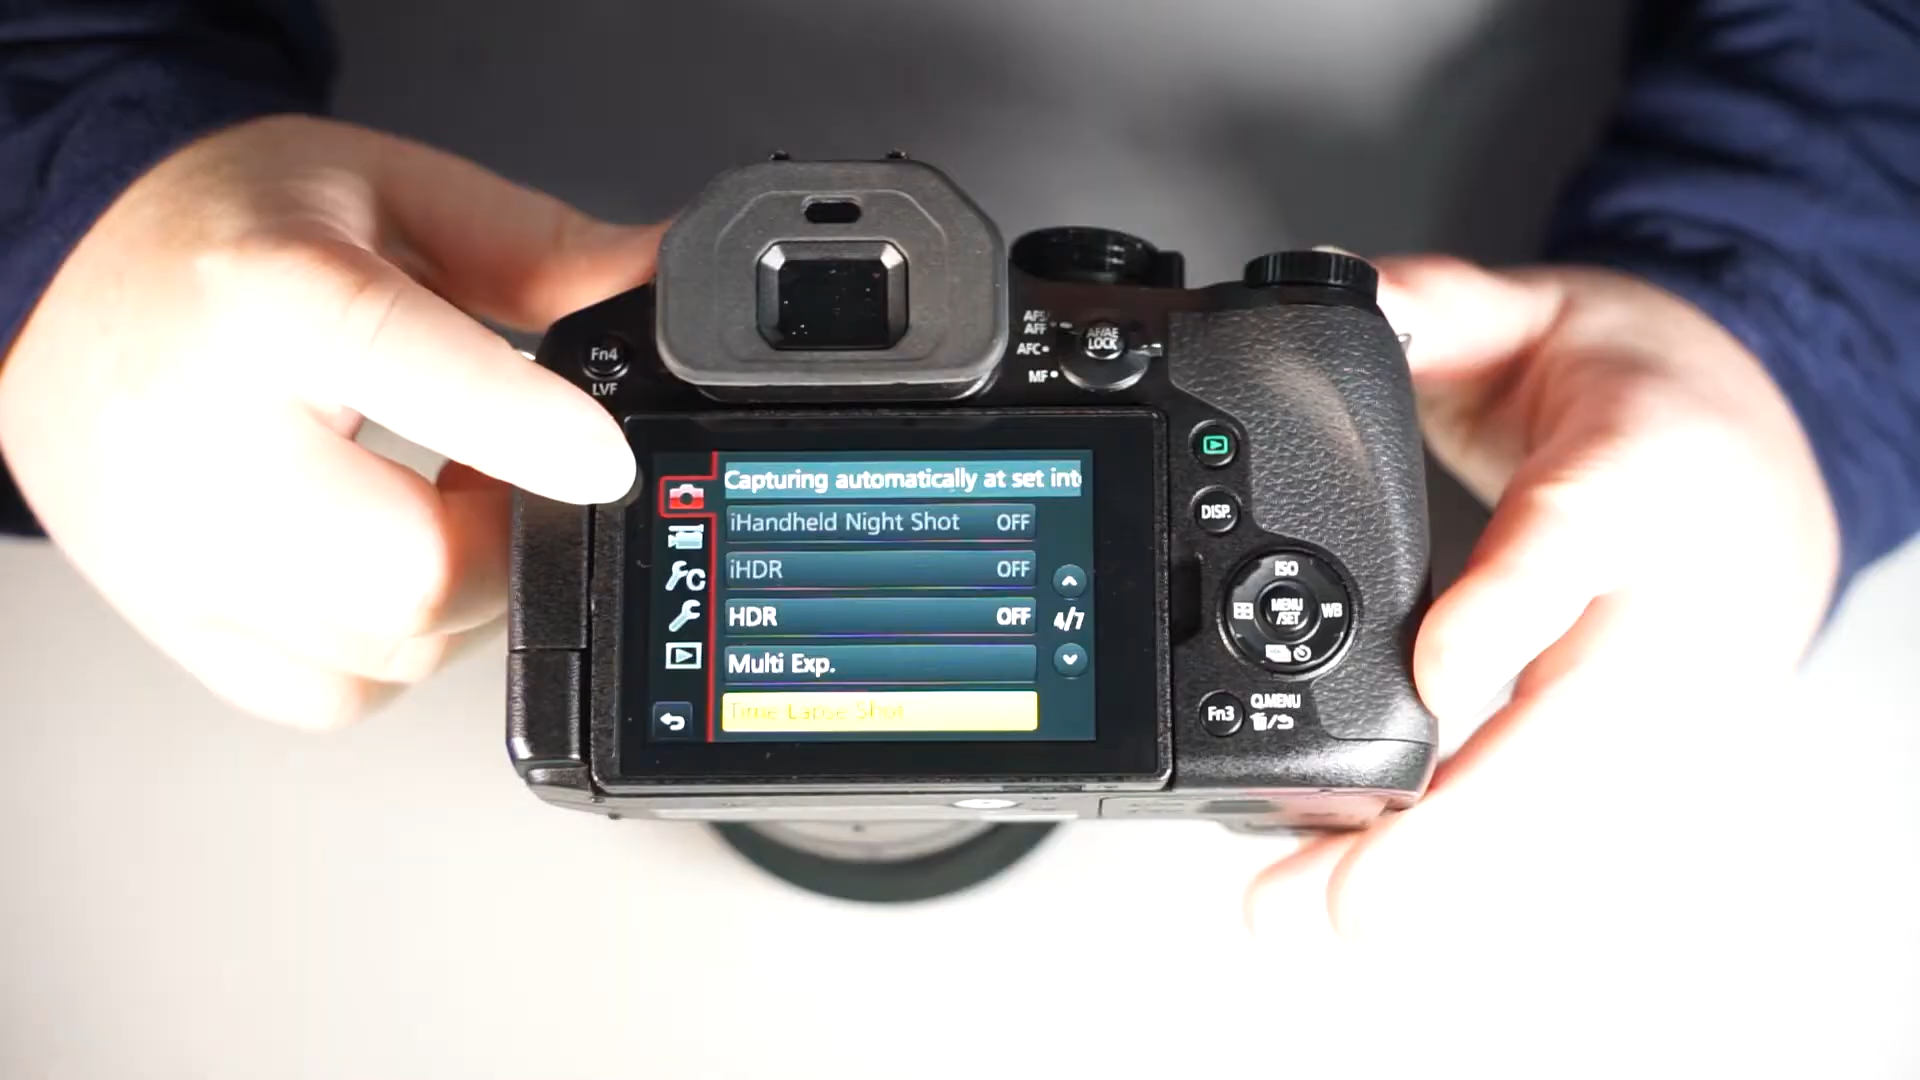 AFS/
AFF
AFC
MF
AF/AE
LOCK
Fn4
LVF
Capturing automatically at set int
iHandheld Night Shot OFF
iHDR OFF
HDR OFF
4/7
Multi Exp.
Time Lapse Shot
DISP.
ISO
MENU
/SET
WB
Fn3
Q.MENU